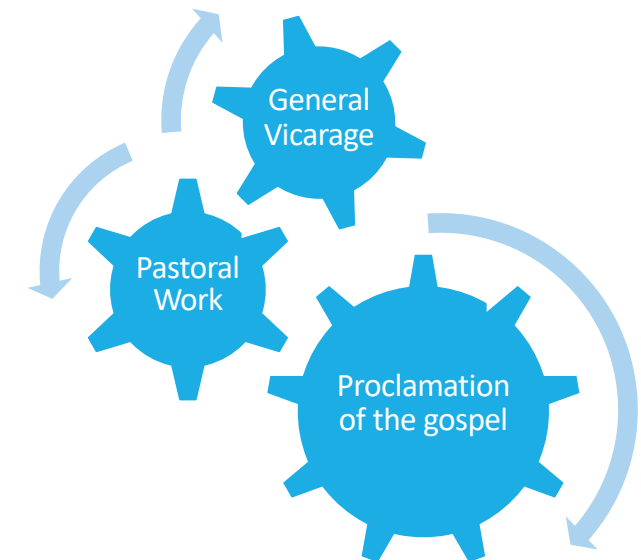 General
Vicarage
Pastoral
Work
Proclamation
of the gospel